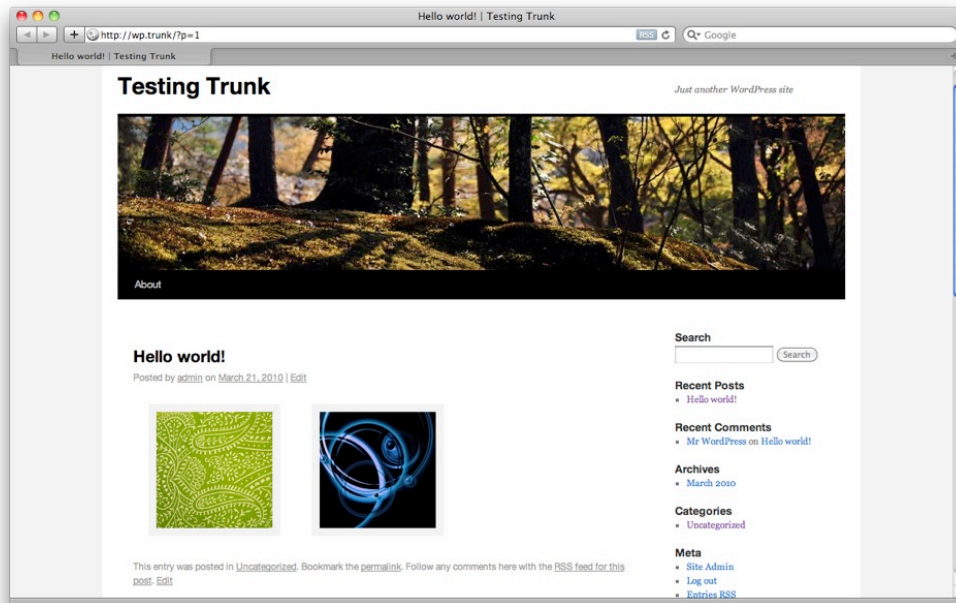 Hello world! | Testing Trunk
http://wp.trunk/?p=1
RSS
Google
Hello world! | Testing Trunk
Testing Trunk
Just another WordPress site
About
Hello world!
Posted by admin on March 21, 2010 | Edit
This entry was posted in Uncategorized. Bookmark the permalink. Follow any comments here with the RSS feed for this
post. Edit
Search
Search
Recent Posts
Hello world!
Recent Comments
Mr WordPress on Hello world!
Archives
March 2010
Categories
Uncategorized
Meta
Site Admin
Log out
Entries RSS